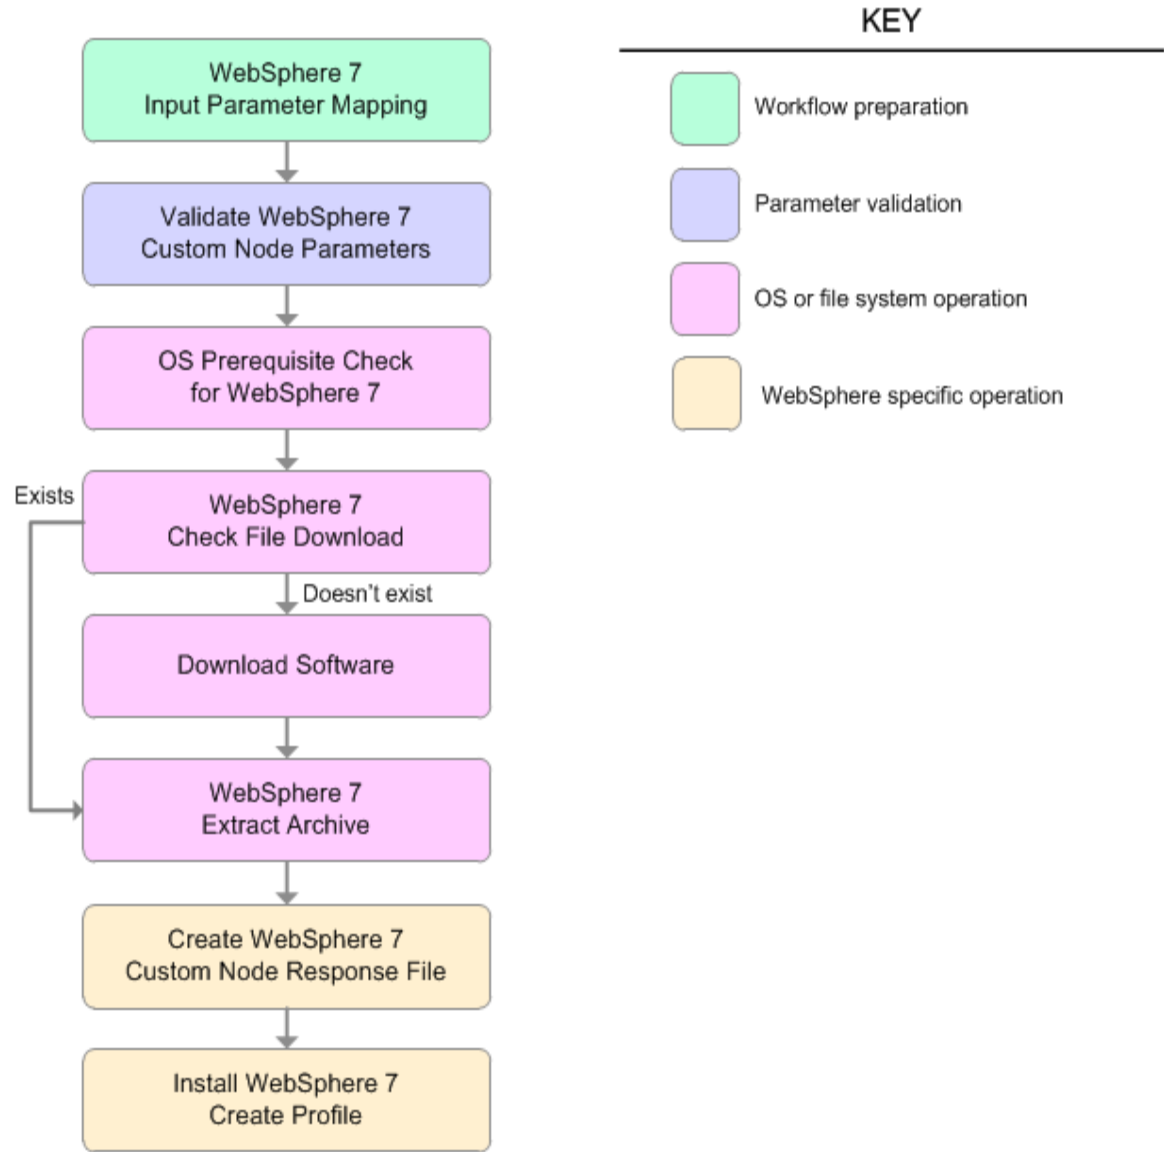 WebSphere 7
Input Parameter Mapping
Validate WebSphere 7
Custom Node Parameters
OS Prerequisite Check
for WebSphere 7
Exists
WebSphere 7
Check File Download
Doesn't exist
Download Software
WebSphere 7
Extract Archive
Create WebSphere 7
Custom Node Response File
Install WebSphere 7
Create Profile
KEY
Workflow preparation
Parameter validation
OS or file system operation
WebSphere specific operation